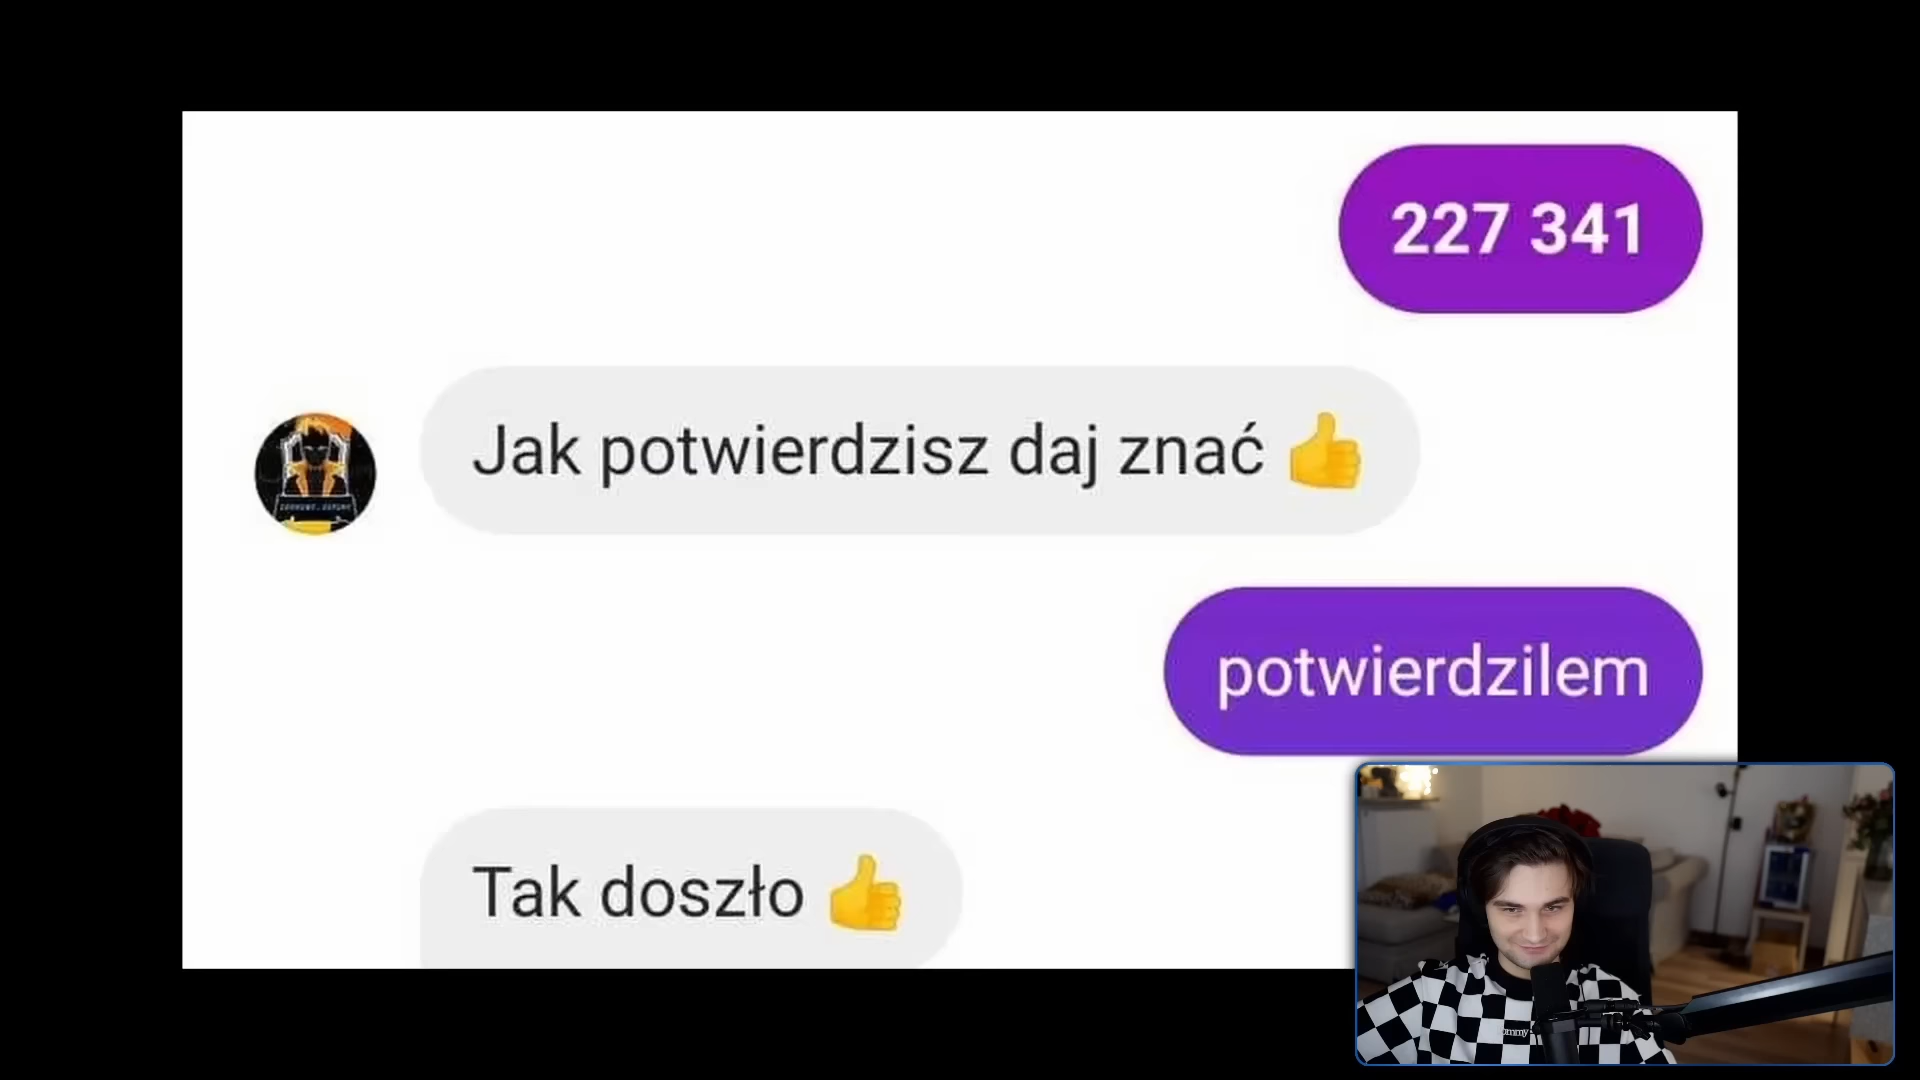 227 341
Jak potwierdzisz daj znać 👍
potwierdzilem
Tak doszło 👍